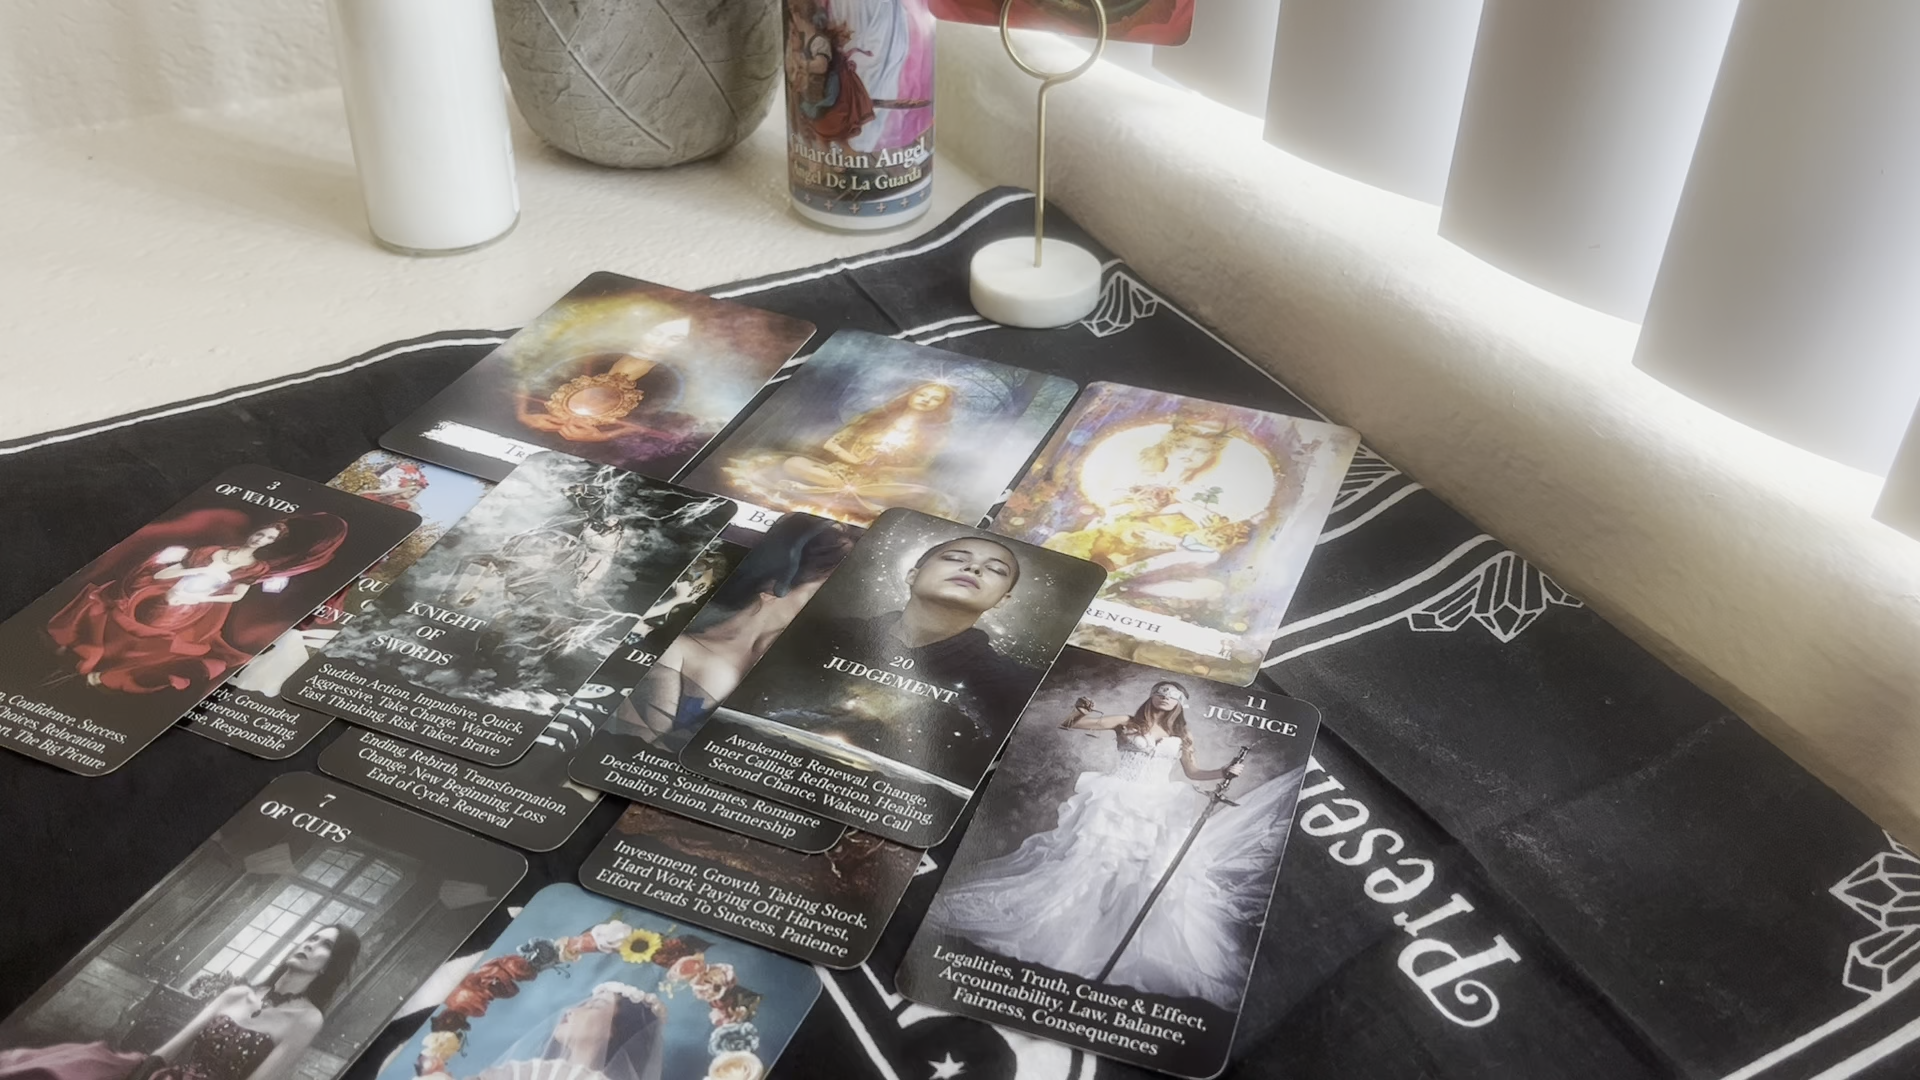 Guardian Angel
Angel De La Guarda
3
OF WANDS
Confidence, Success,
Relocation.
The Big Picture
Grounded,
Caring
Responsible
KNIGHT
OF
SWORDS
Sudden Action, Impulsive, Quick,
Aggressive, Take Charge, Warrior,
Fast Thinking, Risk Taker, Brave
Ending, Rebirth, Transformation,
Change, New Beginning, Loss
End of Cycle, Renewal
Decisions, Soulmates, Romance
Duality, Union, Partnership
20
JUDGEMENT
Awakening, Renewal, Change,
Inner Calling, Reflection, Healing,
Second Chance, Wakeup Call
11
JUSTICE
Legalities, Truth, Cause & Effect,
Accountability, Law, Balance,
Fairness, Consequences
Investment, Growth, Taking Stock,
Hard Work Paying Off, Harvest,
Effort Leads To Success, Patience
7
OF CUPS